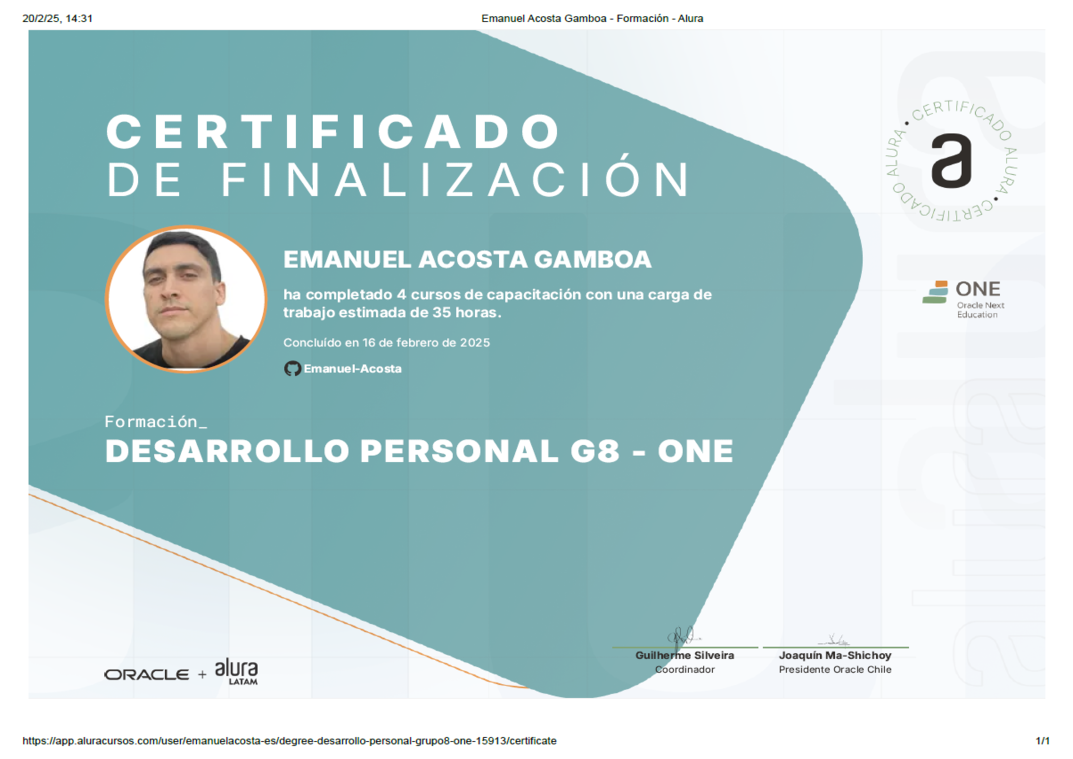 20/2/25, 14:31
Emanuel Acosta Gamboa - Formación - Alura
CERTIFICADO
DE FINALIZACIÓN
CERTIFICADO ALURA • CERTIFICADO ALURA •
a
EMANUEL ACOSTA GAMBOA
ha completado 4 cursos de capacitación con una carga de
trabajo estimada de 35 horas.
Concluído en 16 de febrero de 2025
Emanuel-Acosta
ONE
Oracle Next
Education
Formación_
DESARROLLO PERSONAL G8 - ONE
Guilherme Silveira
Coordinador
Joaquín Ma-Shichoy
Presidente Oracle Chile
ORACLE + alura
LATAM
alura
https://app.aluracursos.com/user/emanuelacosta-es/degree-desarrollo-personal-grupo8-one-15913/certificate
1/1